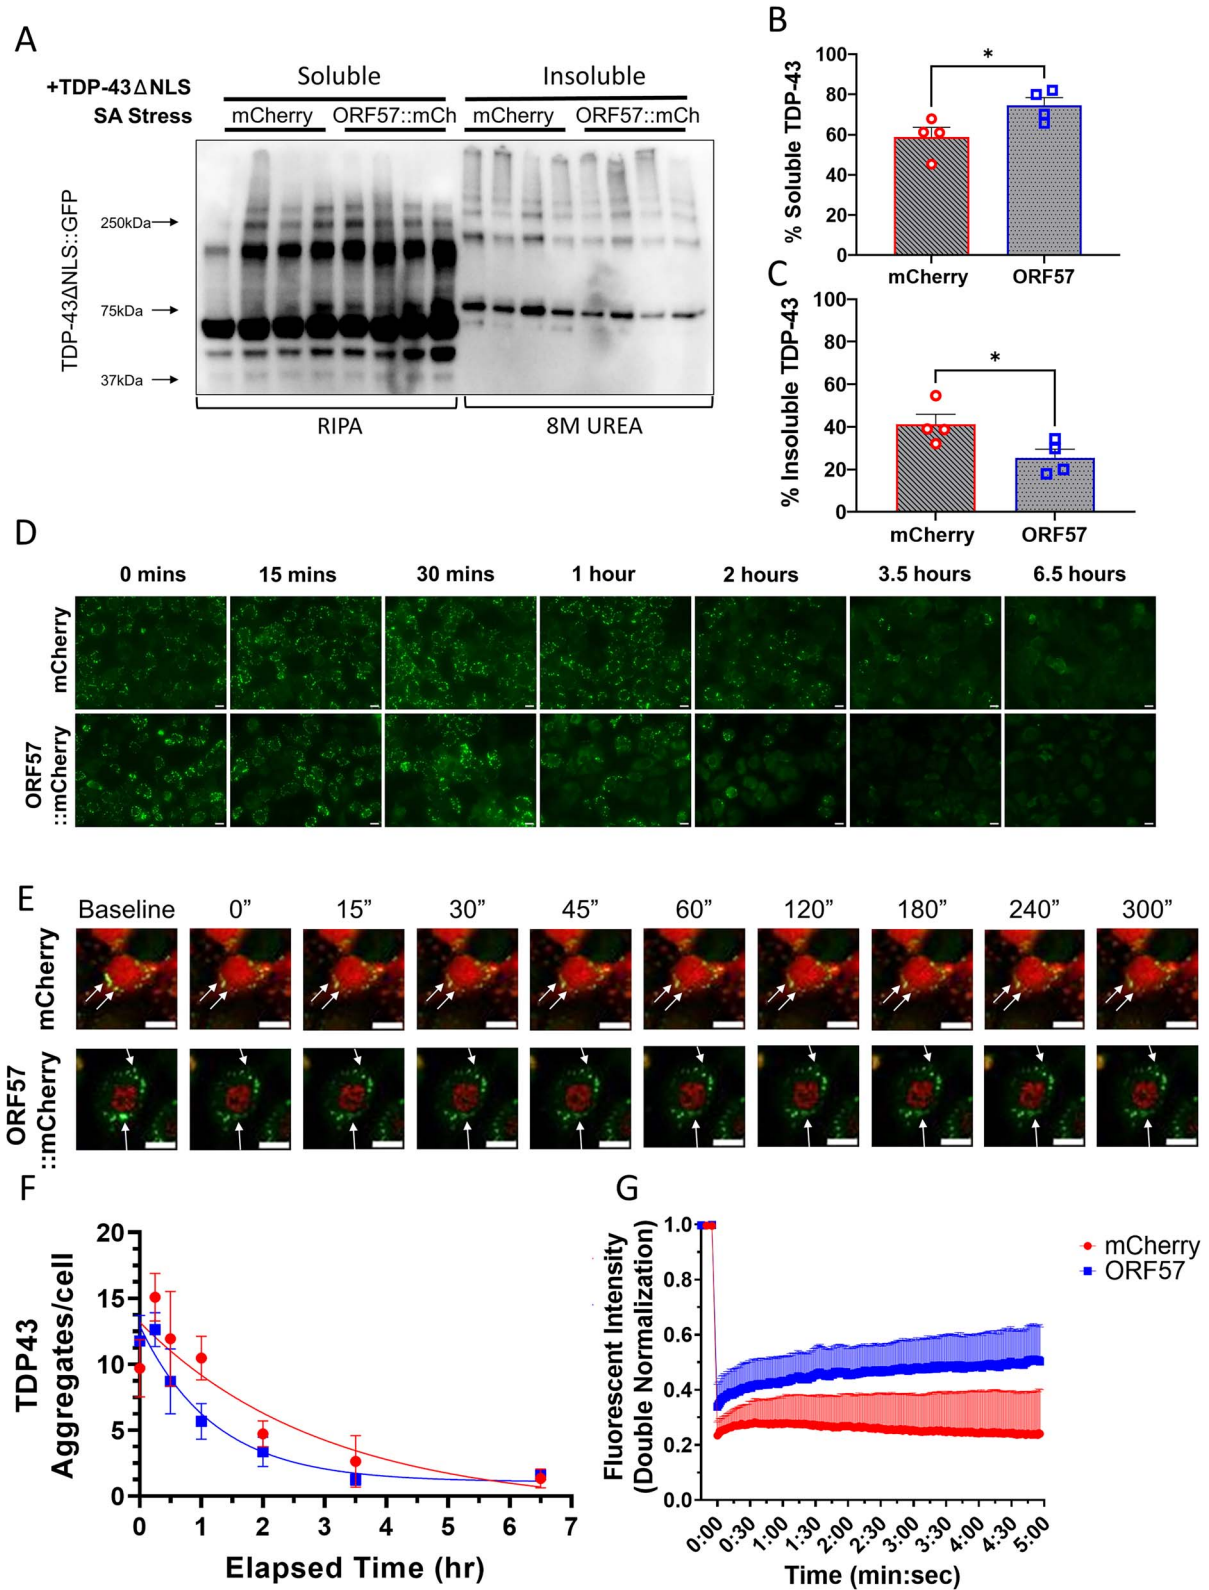 A
+TDP-43ΔNLS
SA Stress
Soluble
Insoluble
mCherry
ORF57::mCh
mCherry
ORF57::mCh
TDP-43ΔNLS::GFP
250kDa
75kDa
37kDa
RIPA
8M UREA
B
% Soluble TDP-43
100
80
60
40
20
0
*
mCherry
ORF57
C
% Insoluble TDP-43
100
80
60
40
20
0
*
mCherry
ORF57
D
0 mins
15 mins
30 mins
1 hour
2 hours
3.5 hours
6.5 hours
mCherry
ORF57
::mCherry
E
Baseline
0”
15”
30”
45”
60”
120”
180”
240”
300”
mCherry
ORF57
::mCherry
F
TDP43
Aggregates/cell
20
15
10
5
0
0 1 2 3 4 5 6 7
Elapsed Time (hr)
G
Fluorescent Intensity
(Double Normalization)
1.0
0.8
0.6
0.4
0.2
0.0
0:00 0:30 1:00 1:30 2:00 2:30 3:00 3:30 4:00 4:30 5:00
Time (min:sec)
mCherry
ORF57